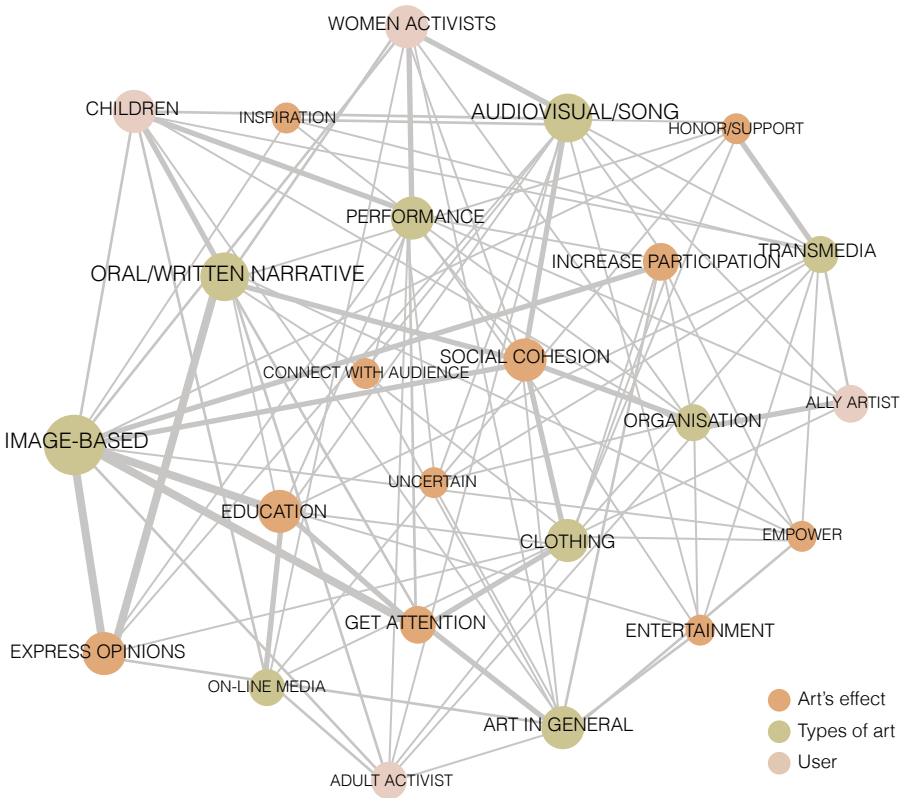 WOMEN ACTIVISTS
CHILDREN
INSPIRATION
AUDIOVISUAL/SONG
HONOR/SUPPORT
PERFORMANCE
ORAL/WRITTEN NARRATIVE
INCREASE PARTICIPATION
TRANSMEDIA
SOCIAL COHESION
CONNECT WITH AUDIENCE
ALLY ARTIST
ORGANISATION
IMAGE-BASED
UNCERTAIN
EDUCATION
CLOTHING
EMPOWER
GET ATTENTION
ENTERTAINMENT
EXPRESS OPINIONS
ON-LINE MEDIA
ART IN GENERAL
ADULT ACTIVIST
Art's effect
Types of art
User